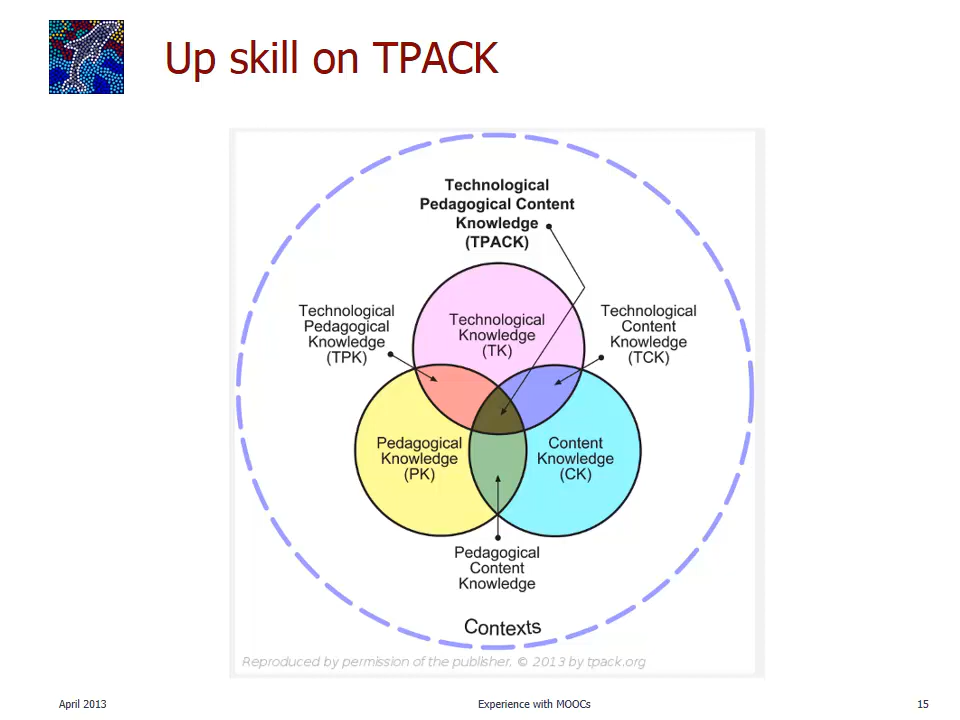 Up skill on TPACK
Technological
Pedagogical Content
Knowledge
(TPACK)
Technological
Pedagogical
Knowledge
(TPK)
Technological
Knowledge
(TK)
Technological
Content
Knowledge
(TCK)
Pedagogical
Knowledge
(PK)
Content
Knowledge
(CK)
Pedagogical
Content
Knowledge
Contexts
Reproduced by permission of the publisher, © 2013 by tpack.org
April 2013
Experience with MOOCs
15